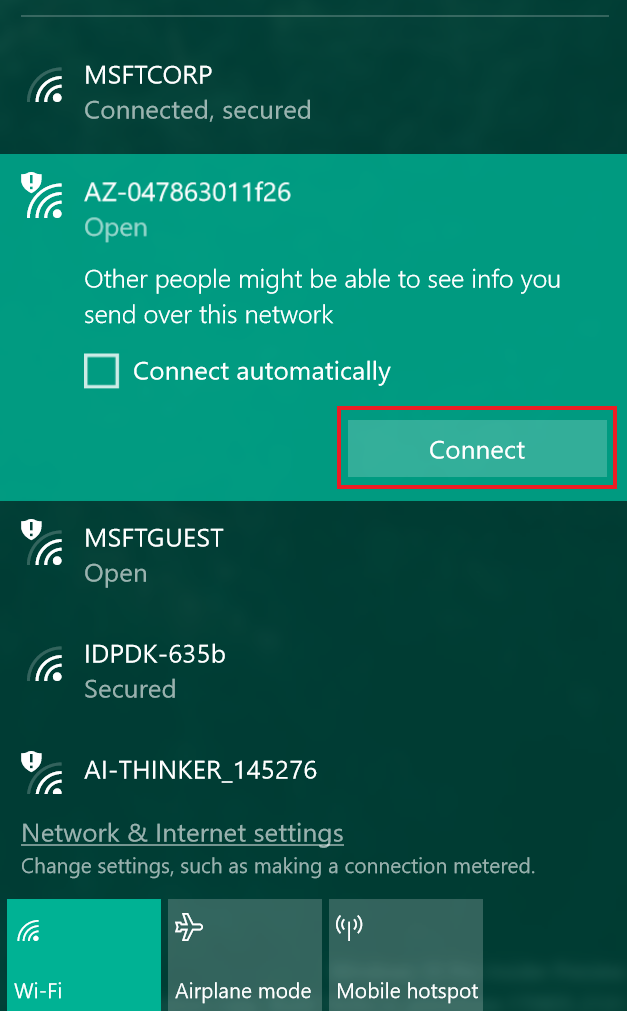 MSFTCORP
Connected, secured
AZ-047863011f26
Open
Other people might be able to see info you
send over this network
Connect automatically
Connect
MSFTGUEST
Open
IDPDK-635b
Secured
AI-THINKER_145276
Network & Internet settings
Change settings, such as making a connection metered.
Wi-Fi
Airplane mode
Mobile hotspot